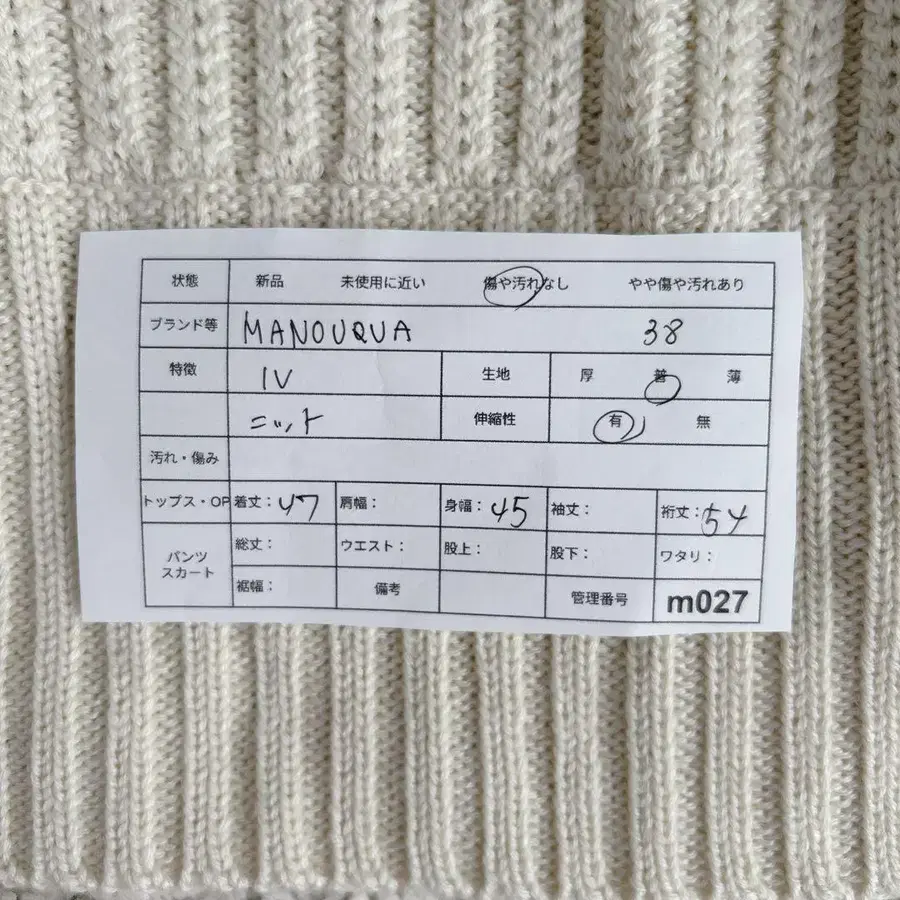 状態 新品 未使用に近い 傷や汚れなし やや傷や汚れあり
ブランド等 MANOUQUA 38
特徴 IV 生地 厚 普 薄
ニット 伸縮性 有 無
汚れ・傷み
トップス・OP 着丈: 47 肩幅: 身幅: 45 袖丈: 裄丈: 54
パンツ スカート 総丈: ウエスト: 股上: 股下: ワタリ:
裾幅: 備考 管理番号 m027